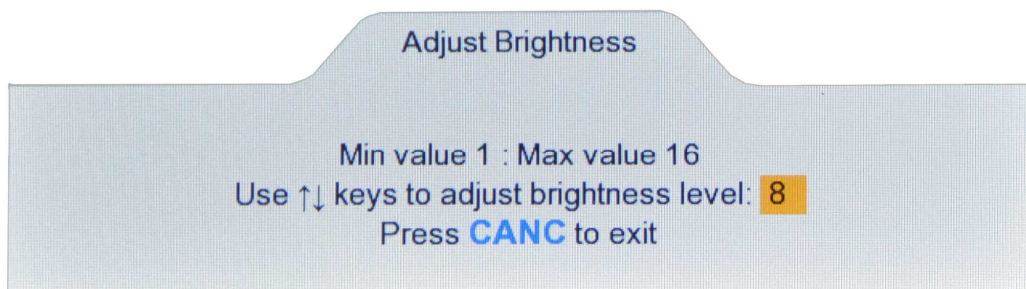 Adjust Brightness
Min value 1 : Max value 16
Use ↑↓ keys to adjust brightness level: 8
Press CANC to exit